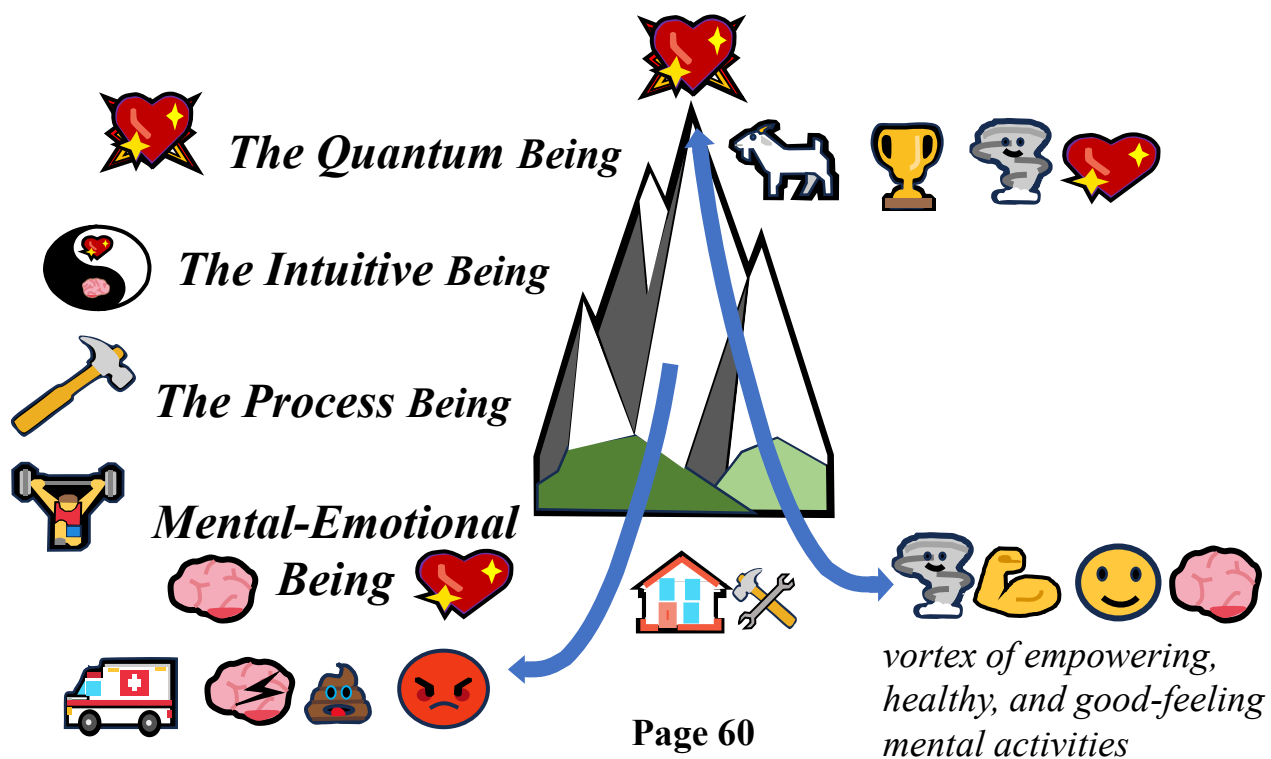 The Quantum Being
The Intuitive Being
The Process Being
Mental-Emotional
Being
Page 60
vortex of empowering,
healthy, and good-feeling
mental activities